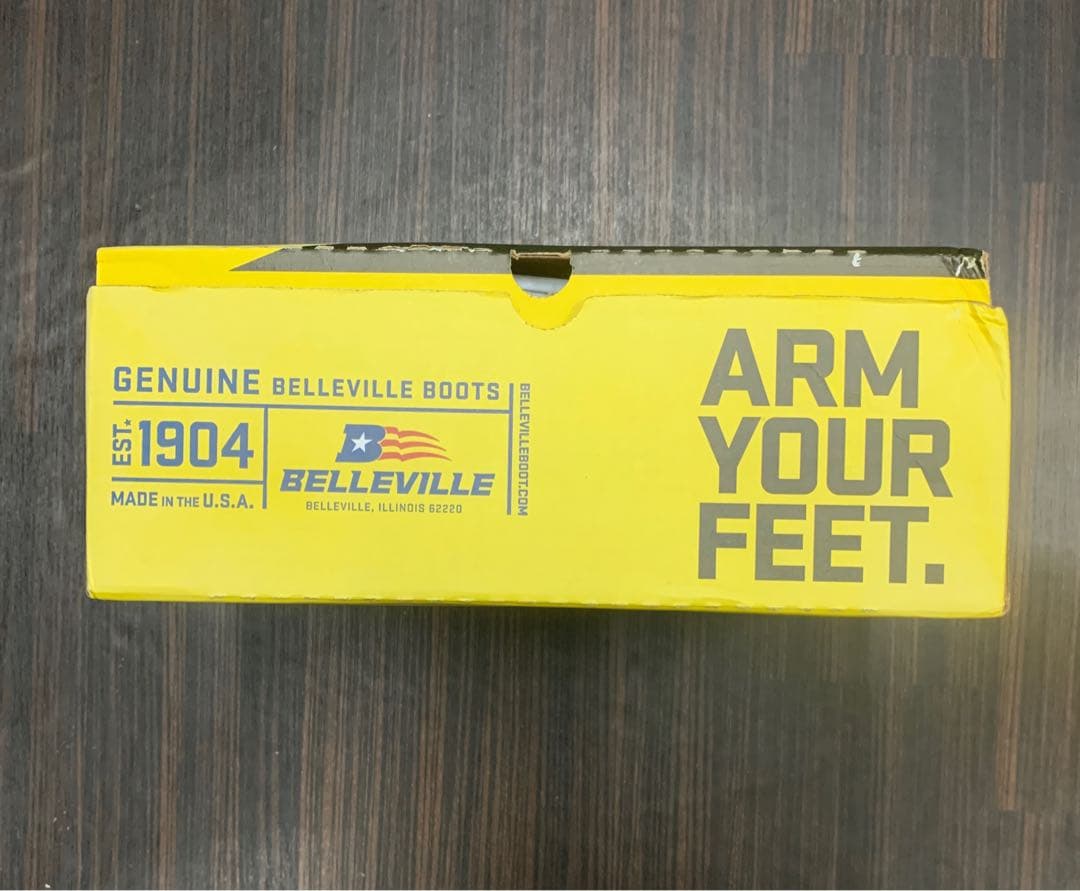 GENUINE BELLEVILLE BOOTS
EST.
1904
MADE IN THE U.S.A.
B
BELLEVILLE
BELLEVILLE, ILLINOIS 62220
BELLEVILLEBOOT.COM
ARM
YOUR
FEET.